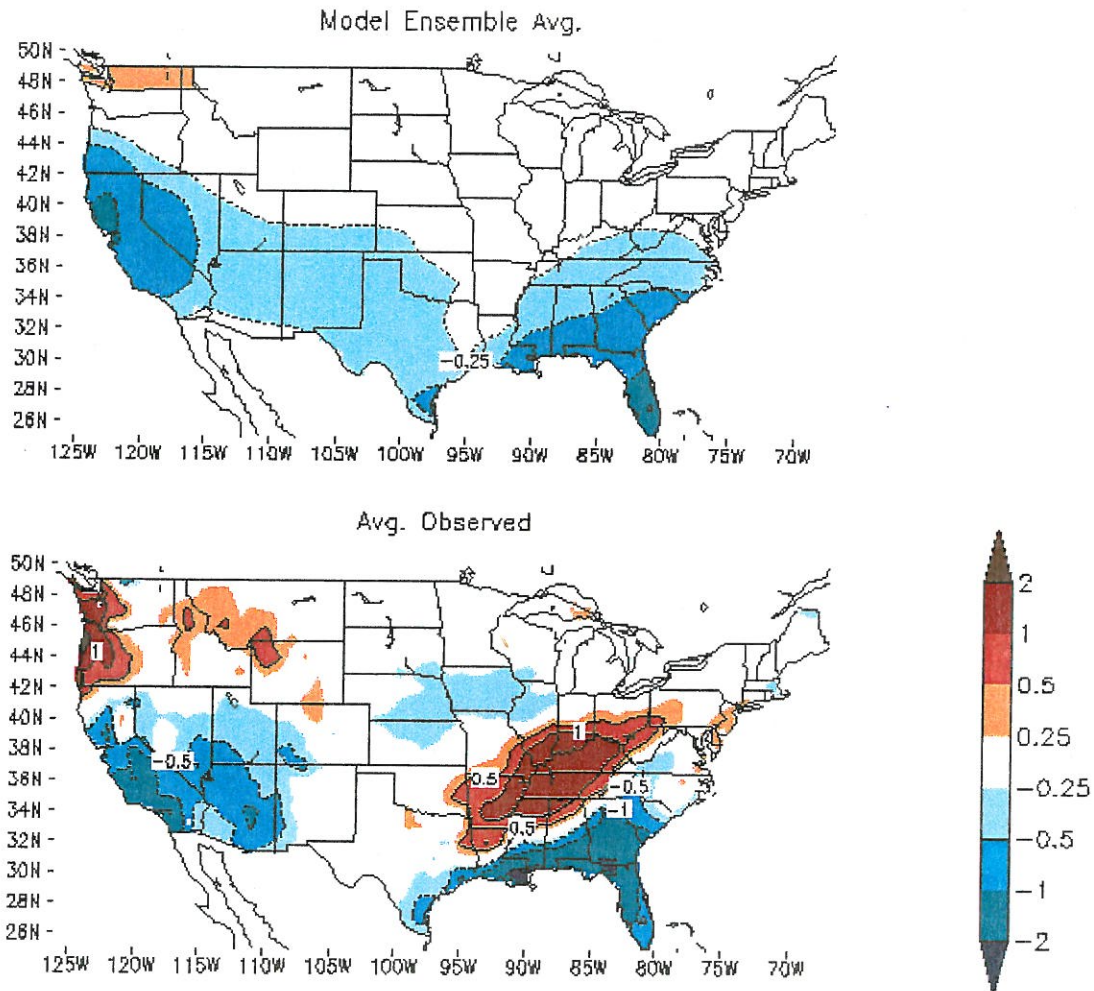 Model Ensemble Avg.
50N
48N
46N
44N
42N
40N
38N
36N
34N
32N
30N
28N
26N
-0.25
125W 120W 115W 110W 105W 100W 95W 90W 85W 80W 75W 70W
Avg. Observed
50N
48N
46N
44N
42N
40N
38N
36N
34N
32N
30N
28N
26N
1
1
-0.5
0.5
-0.5
-1
0.5
125W 120W 115W 110W 105W 100W 95W 90W 85W 80W 75W 70W
2
1
0.5
0.25
-0.25
-0.5
-1
-2